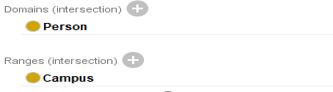 Domains (intersection)
Person
Ranges (intersection)
Campus